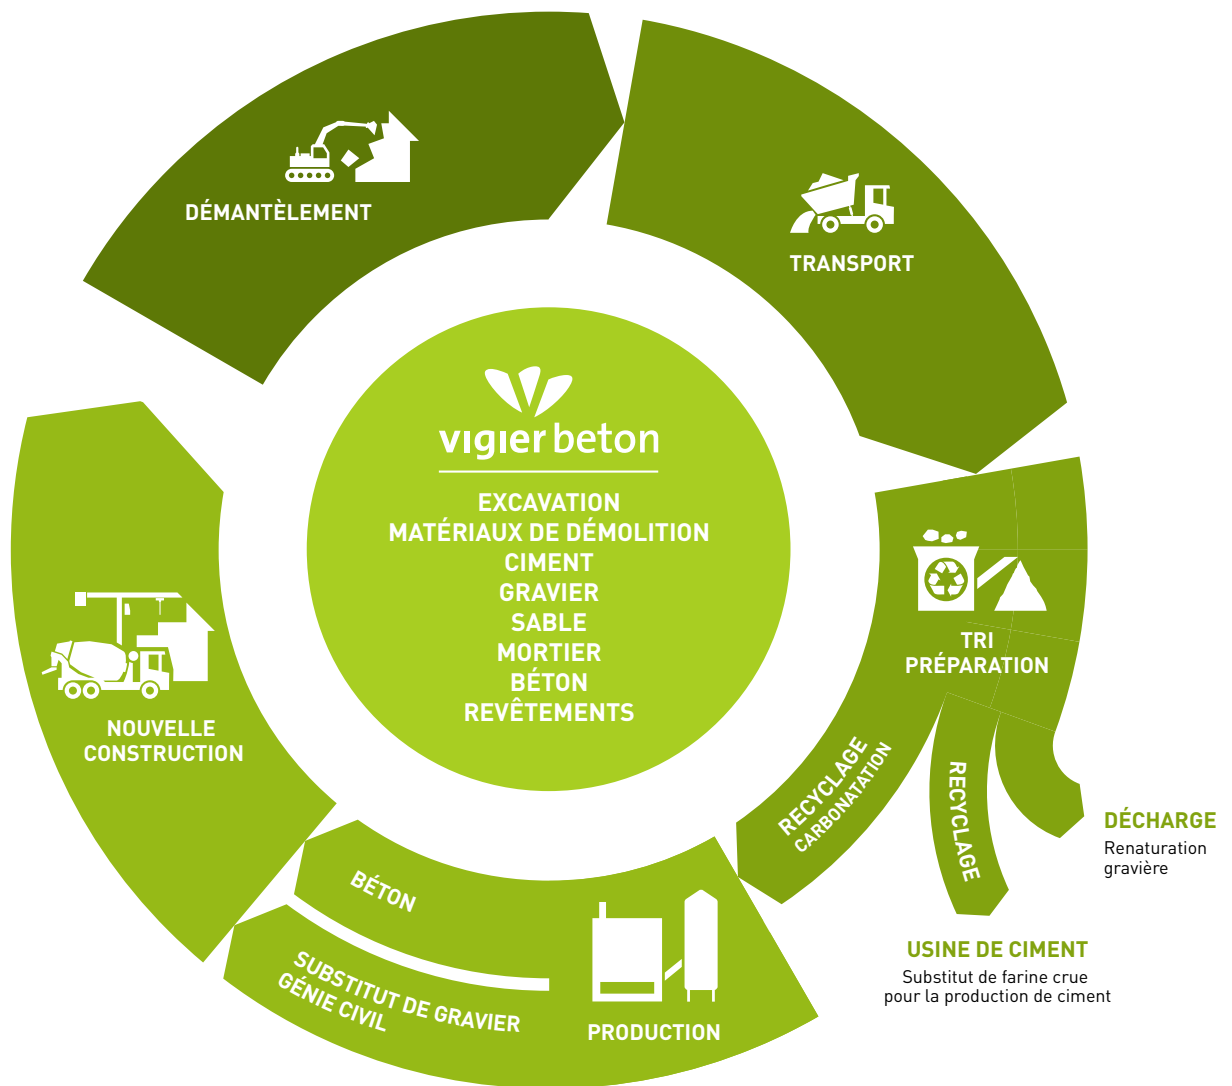 DÉMANTÈLEMENT
TRANSPORT
vigier beton
EXCAVATION
MATÉRIAUX DE DÉMOLITION
CIMENT
GRAVIER
SABLE
MORTIER
BÉTON
REVÊTEMENTS
TRI
PRÉPARATION
RECYCLAGE
CARBONATATION
RECYCLAGE
DÉCHARGE
Renaturation
gravière
USINE DE CIMENT
Substitut de farine crue
pour la production de ciment
PRODUCTION
BÉTON
SUBSTITUT DE GRAVIER
GÉNIE CIVIL
NOUVELLE
CONSTRUCTION